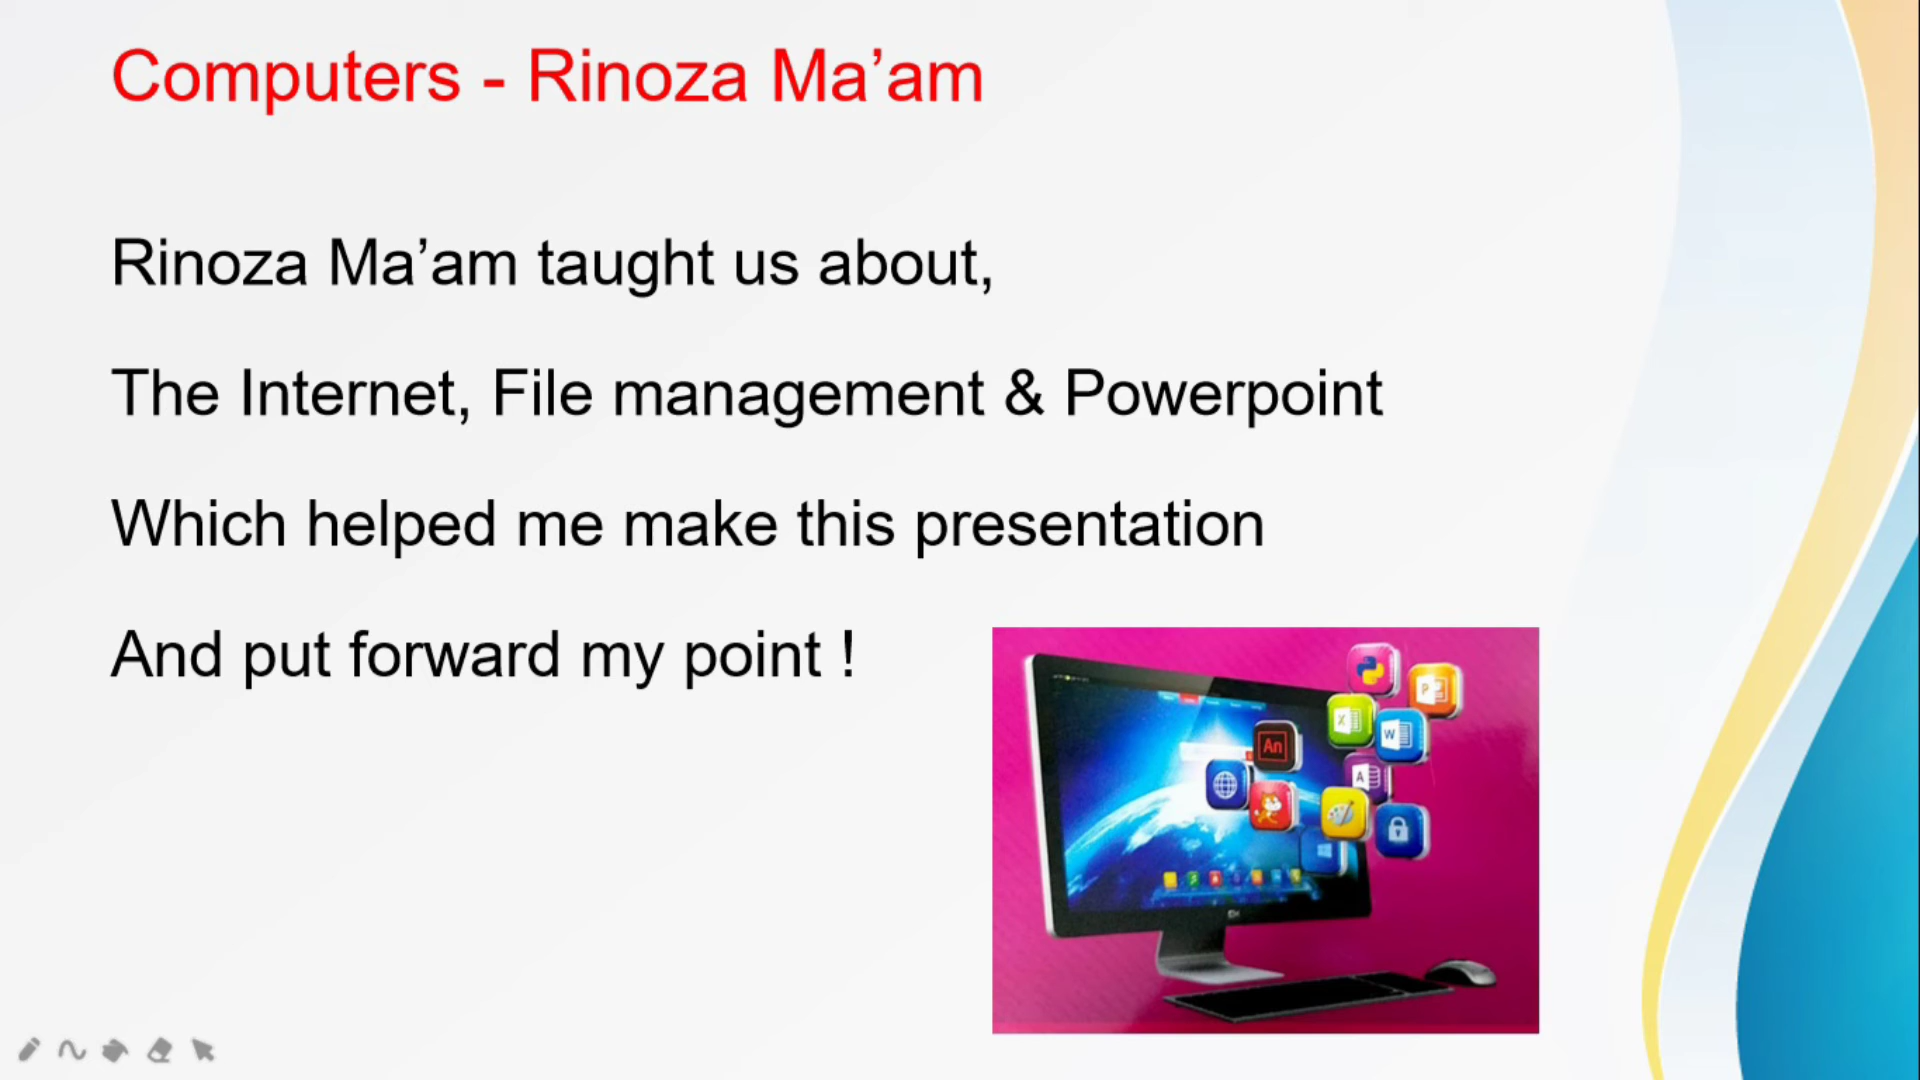 Computers - Rinoza Ma’am
Rinoza Ma’am taught us about,
The Internet, File management & Powerpoint
Which helped me make this presentation
And put forward my point !
P
X
W
An
A